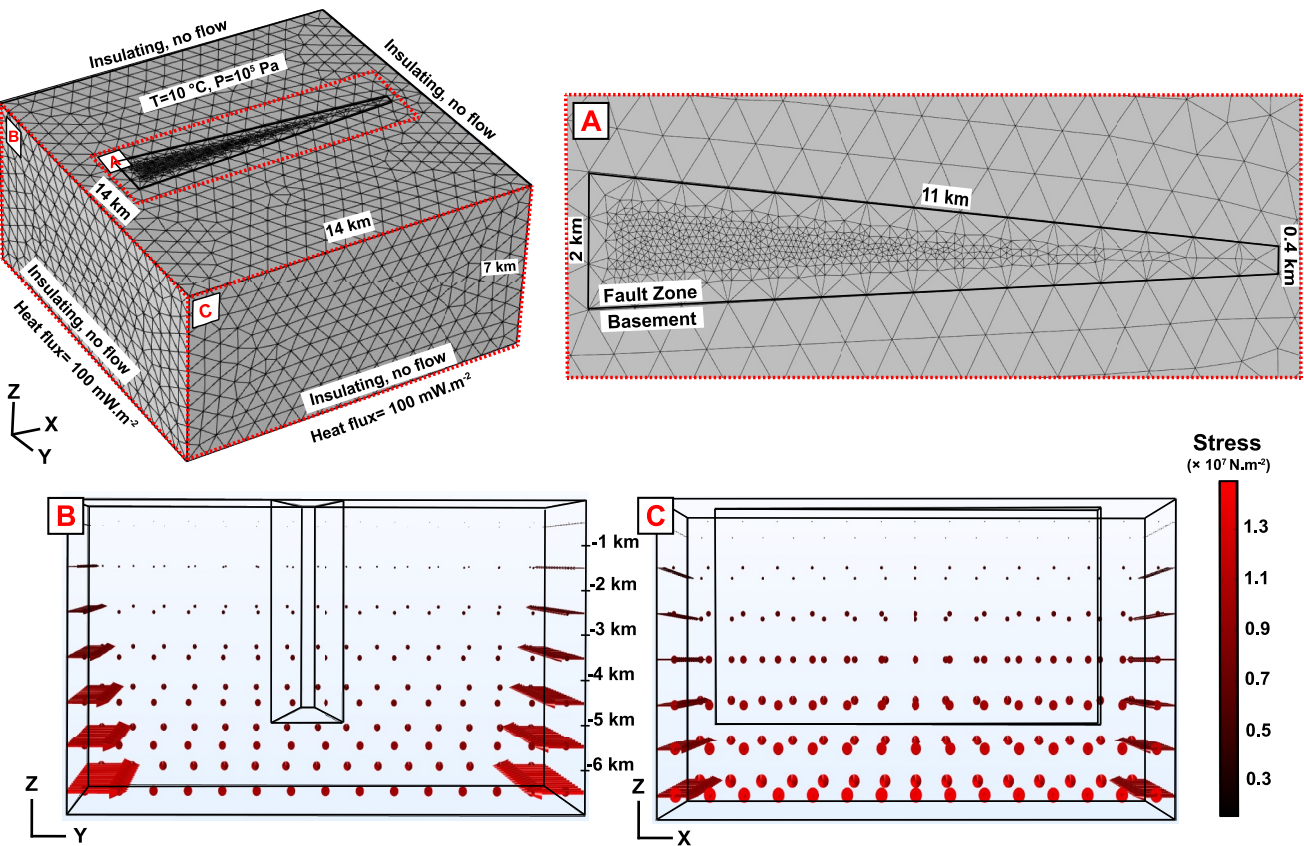 Insulating, no flow
Insulating, no flow
T=10 °C, P=10⁵ Pa
B
A
14 km
14 km
7 km
C
Insulating, no flow
Heat flux= 100 mW.m⁻²
Insulating, no flow
Heat flux= 100 mW.m⁻²
Z
X
Y
A
11 km
2 km
0.4 km
Fault Zone
Basement
B
-1 km
-2 km
-3 km
-4 km
-5 km
-6 km
Z
Y
C
Z
X
Stress
(× 10⁷ N.m⁻²)
1.3
1.1
0.9
0.7
0.5
0.3